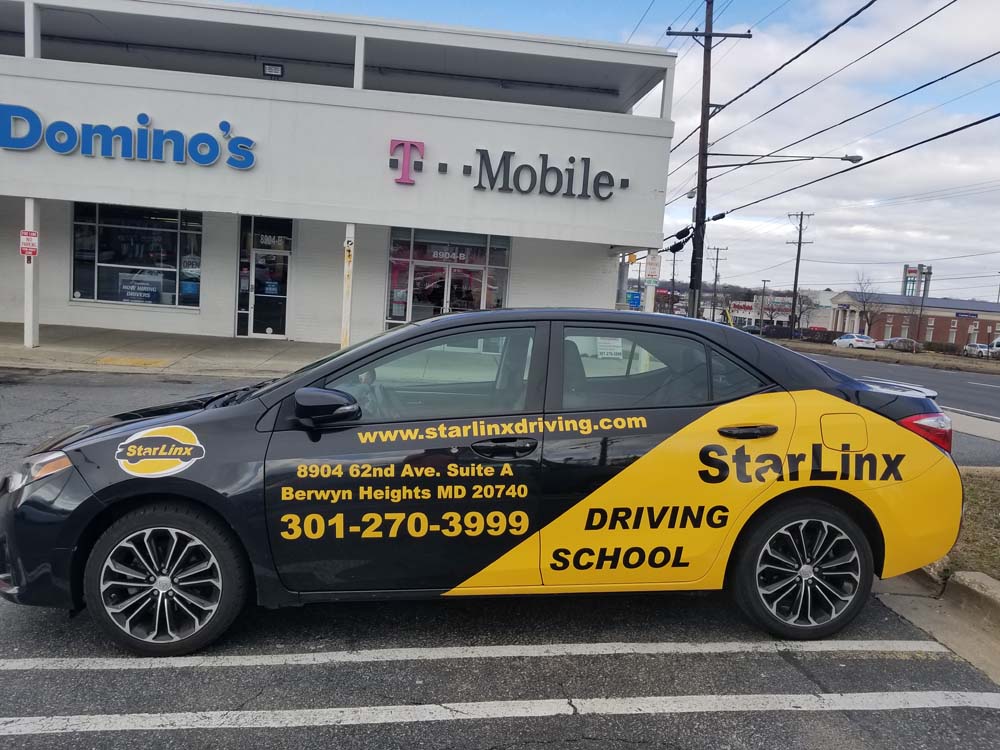 Domino's
T··Mobile·
8904-B
8904-B
OPEN
NOW HIRING
DRIVERS
StarLinx
www.starlinxdriving.com
8904 62nd Ave. Suite A
Berwyn Heights MD 20740
301-270-3999
StarLinx
DRIVING
SCHOOL